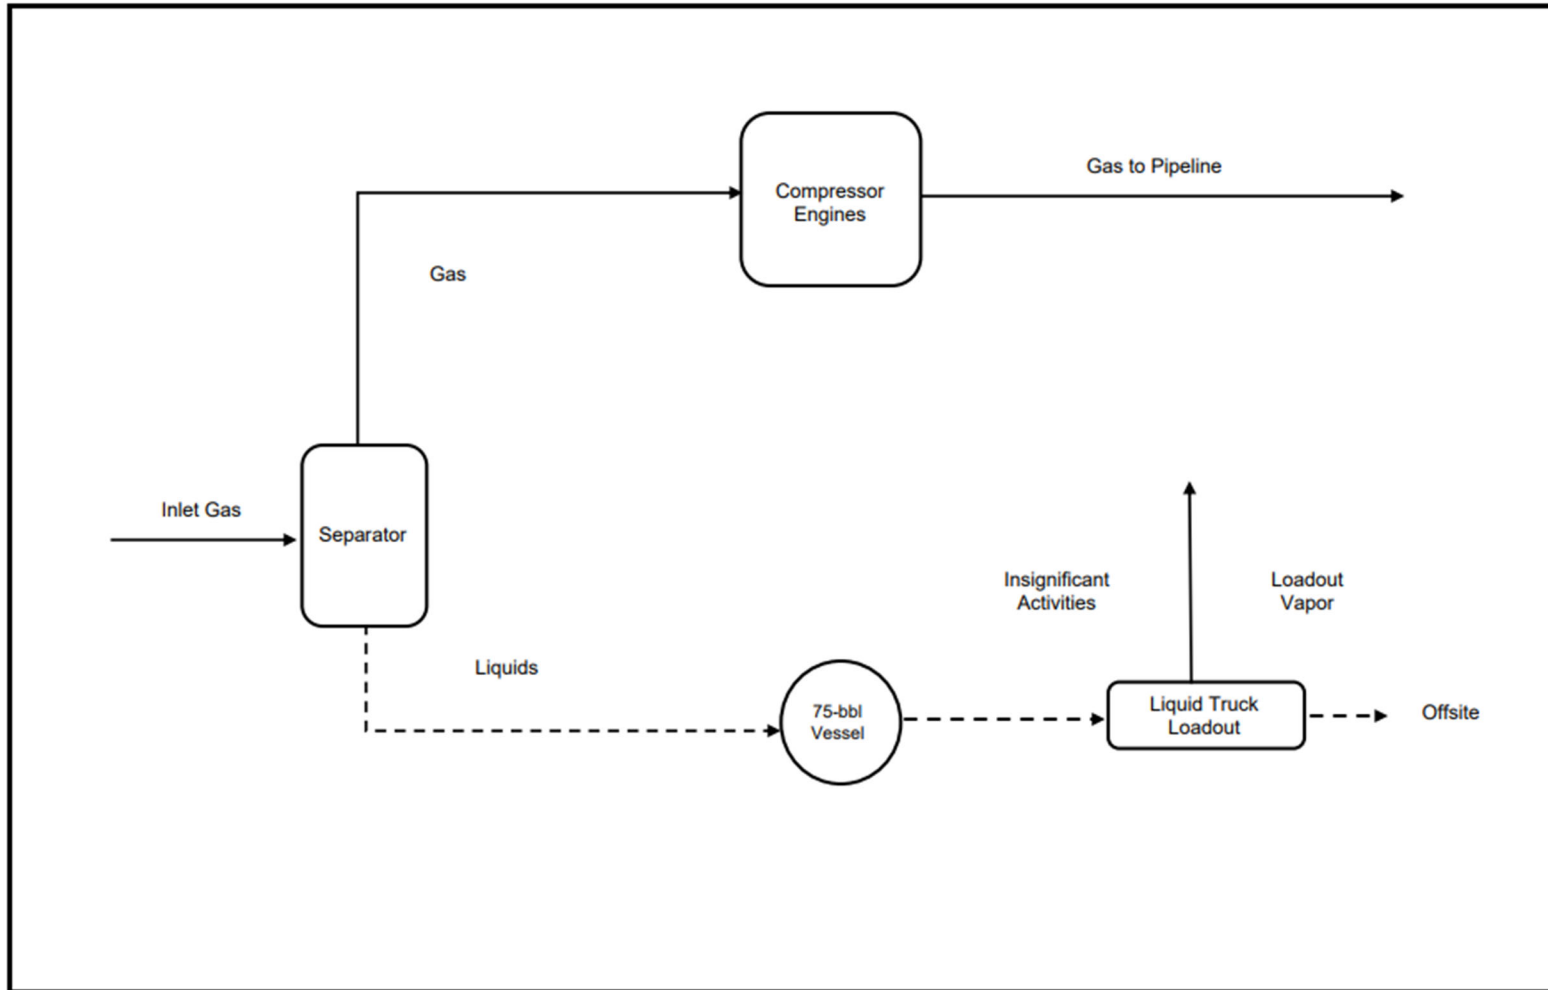 Compressor
Engines
Gas to Pipeline
Gas
Inlet Gas
Separator
Insignificant
Activities
Loadout
Vapor
Liquids
75-bbl
Vessel
Liquid Truck
Loadout
Offsite